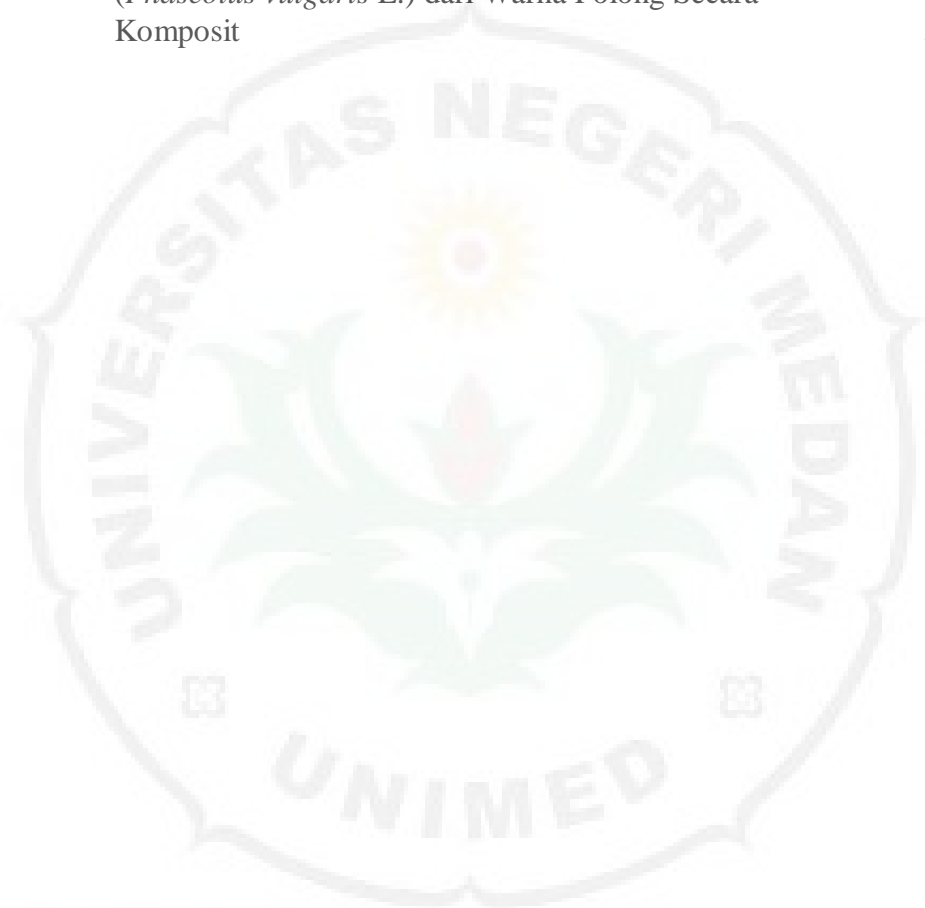 (Phaseolus vulgaris L.) dari Warna Polong Secara
Komposit
UNIVERSITAS NEGERI MEDAN
UNIMED